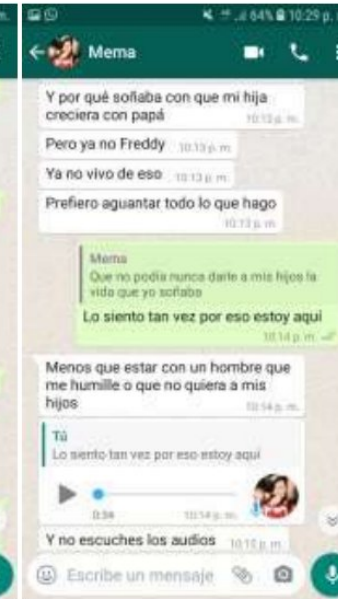 64% 10:29 p.
Mema
Y por qué soñaba con que mi hija
creciera con papá
10:13 p. m.
Pero ya no Freddy 10:13 p. m.
Ya no vivo de eso 10:13 p. m.
Prefiero aguantar todo lo que hago
10:13 p. m.
Mema
Que no podía nunca darle a mis hijos la
vida que yo soñaba
Lo siento tan vez por eso estoy aquí
10:14 p. m.
Menos que estar con un hombre que
me humille o que no quiera a mis
hijos
10:14 p. m.
Tú
Lo siento tan vez por eso estoy aquí
0:34 10:14 p. m.
Y no escuches los audios 10:15 p. m.
Escribe un mensaje